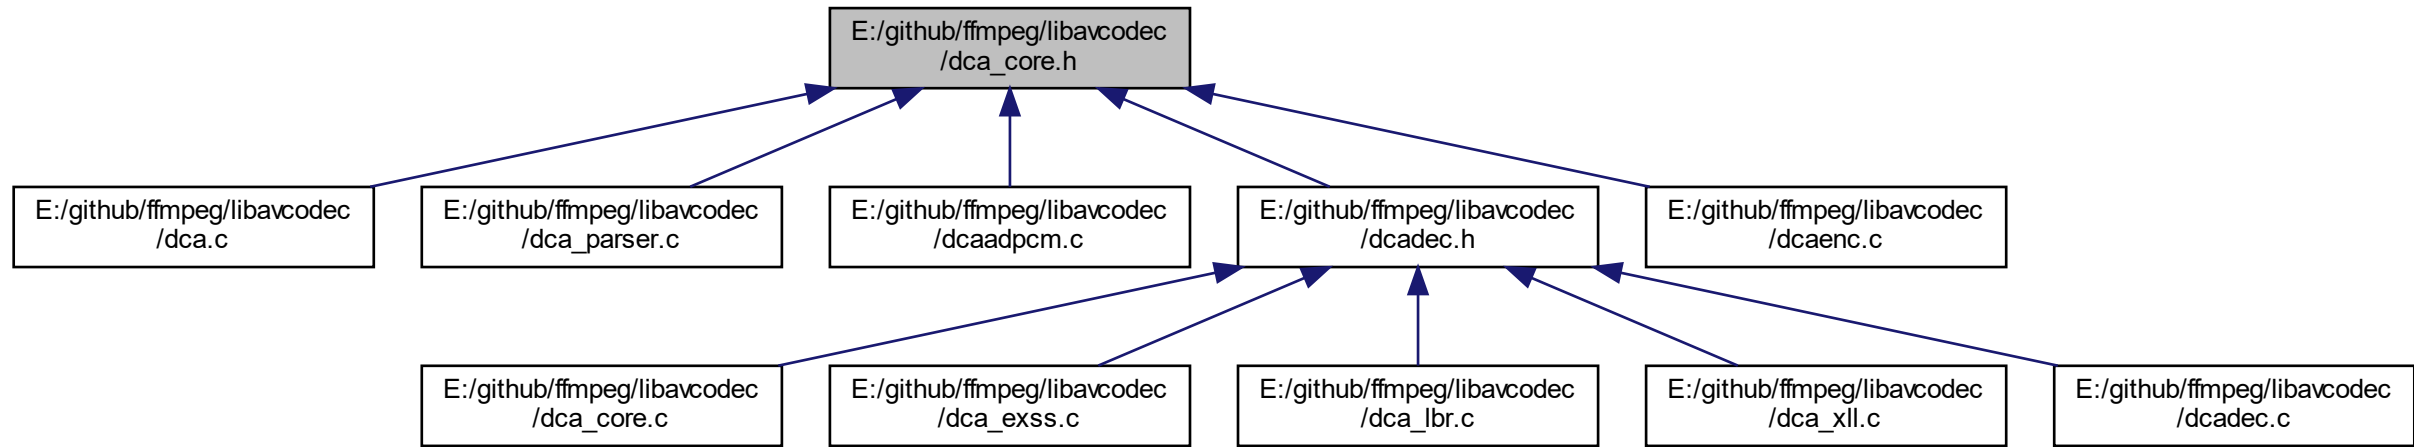 E:/github/ffmpeg/libavcodec
/dca_core.h
E:/github/ffmpeg/libavcodec
/dca.c
E:/github/ffmpeg/libavcodec
/dca_parser.c
E:/github/ffmpeg/libavcodec
/dcaadpcm.c
E:/github/ffmpeg/libavcodec
/dcadec.h
E:/github/ffmpeg/libavcodec
/dcaenc.c
E:/github/ffmpeg/libavcodec
/dca_core.c
E:/github/ffmpeg/libavcodec
/dca_exss.c
E:/github/ffmpeg/libavcodec
/dca_lbr.c
E:/github/ffmpeg/libavcodec
/dca_xll.c
E:/github/ffmpeg/libavcodec
/dcadec.c